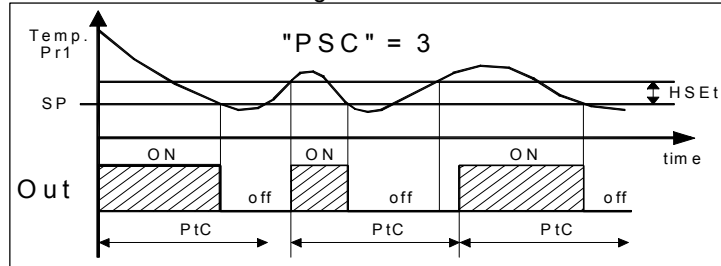 Temp.
Pr1
"PSC" = 3
HSEt
SP
ON ON ON
time
Out
off off off
PtC PtC PtC